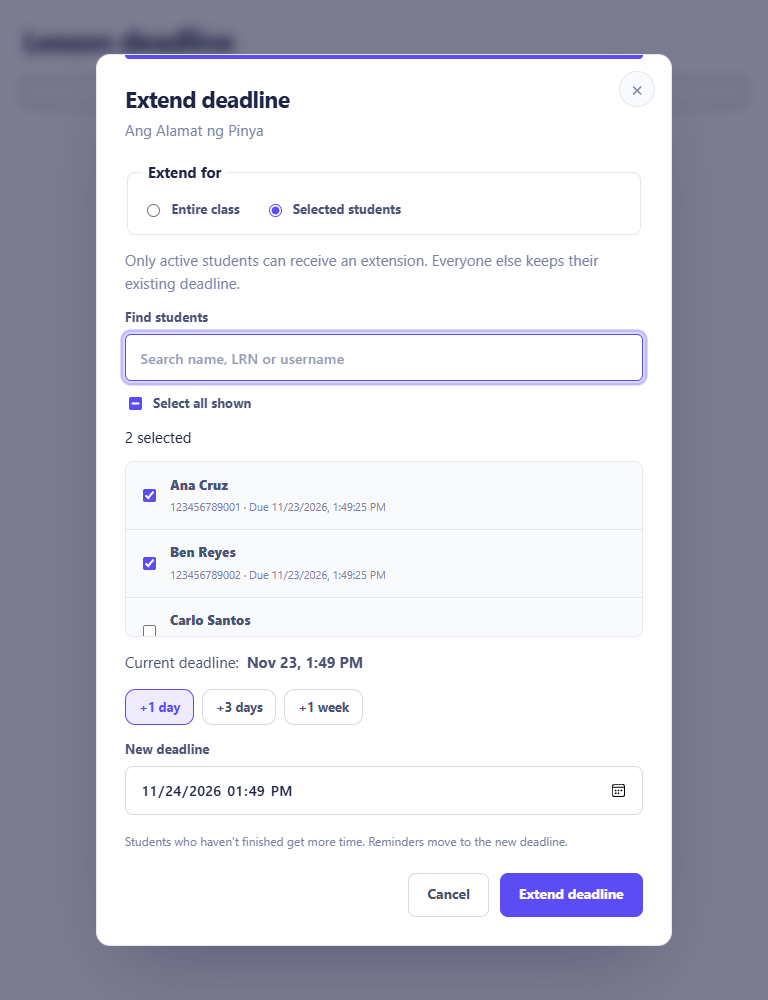 Lesson deadline
Extend deadline
Ang Alamat ng Pinya
Extend for
Entire class
Selected students
Only active students can receive an extension. Everyone else keeps their
existing deadline.
Find students
Search name, LRN or username
Select all shown
2 selected
Ana Cruz
123456789001 · Due 11/23/2026, 1:49:25 PM
Ben Reyes
123456789002 · Due 11/23/2026, 1:49:25 PM
Carlo Santos
Current deadline: Nov 23, 1:49 PM
+1 day
+3 days
+1 week
New deadline
11/24/2026 01:49 PM
Students who haven't finished get more time. Reminders move to the new deadline.
Cancel
Extend deadline